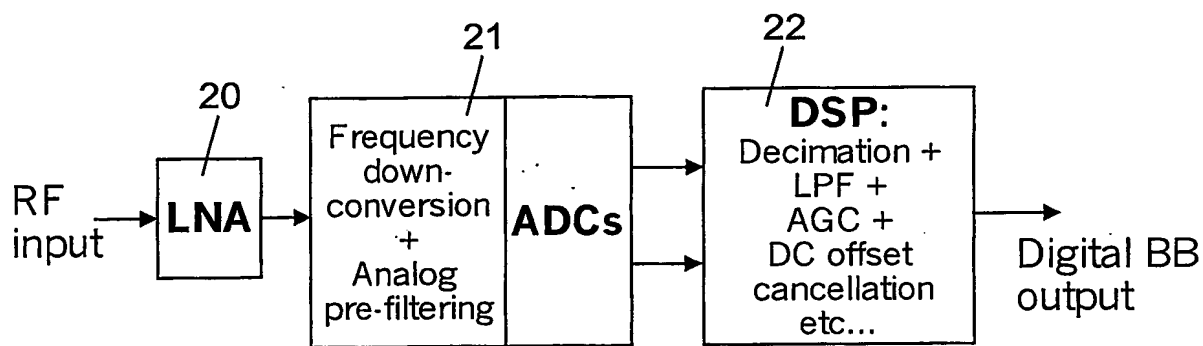 20
21
22
RF
input
LNA
Frequency
down-
conversion
+
Analog
pre-filtering
ADCs
DSP:
Decimation +
LPF +
AGC +
DC offset
cancellation
etc...
Digital BB
output